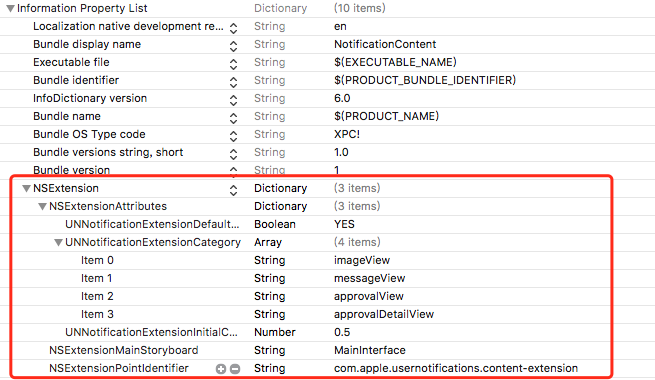 Information Property List Dictionary (10 items)
Localization native development re... String en
Bundle display name String NotificationContent
Executable file String $(EXECUTABLE_NAME)
Bundle identifier String $(PRODUCT_BUNDLE_IDENTIFIER)
InfoDictionary version String 6.0
Bundle name String $(PRODUCT_NAME)
Bundle OS Type code String XPC!
Bundle versions string, short String 1.0
Bundle version String 1
NSExtension Dictionary (3 items)
NSExtensionAttributes Dictionary (3 items)
UNNotificationExtensionDefault... Boolean YES
UNNotificationExtensionCategory Array (4 items)
Item 0 String imageView
Item 1 String messageView
Item 2 String approvalView
Item 3 String approvalDetailView
UNNotificationExtensionInitialC... Number 0.5
NSExtensionMainStoryboard String MainInterface
NSExtensionPointIdentifier String com.apple.usernotifications.content-extension